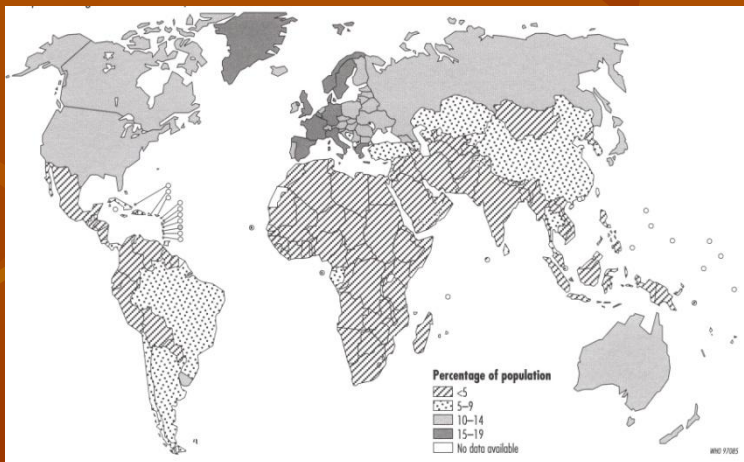 Percentage of population
<5
5–9
10–14
15–19
No data available
WHO 97085